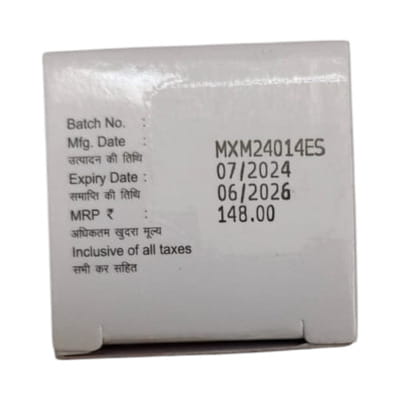 Batch No. : MXM24014ES
Mfg. Date : 07/2024
उत्पादन की तिथि
Expiry Date : 06/2026
समाप्ति की तिथि
MRP ₹ : 148.00
अधिकतम खुदरा मूल्य
Inclusive of all taxes
सभी कर सहित